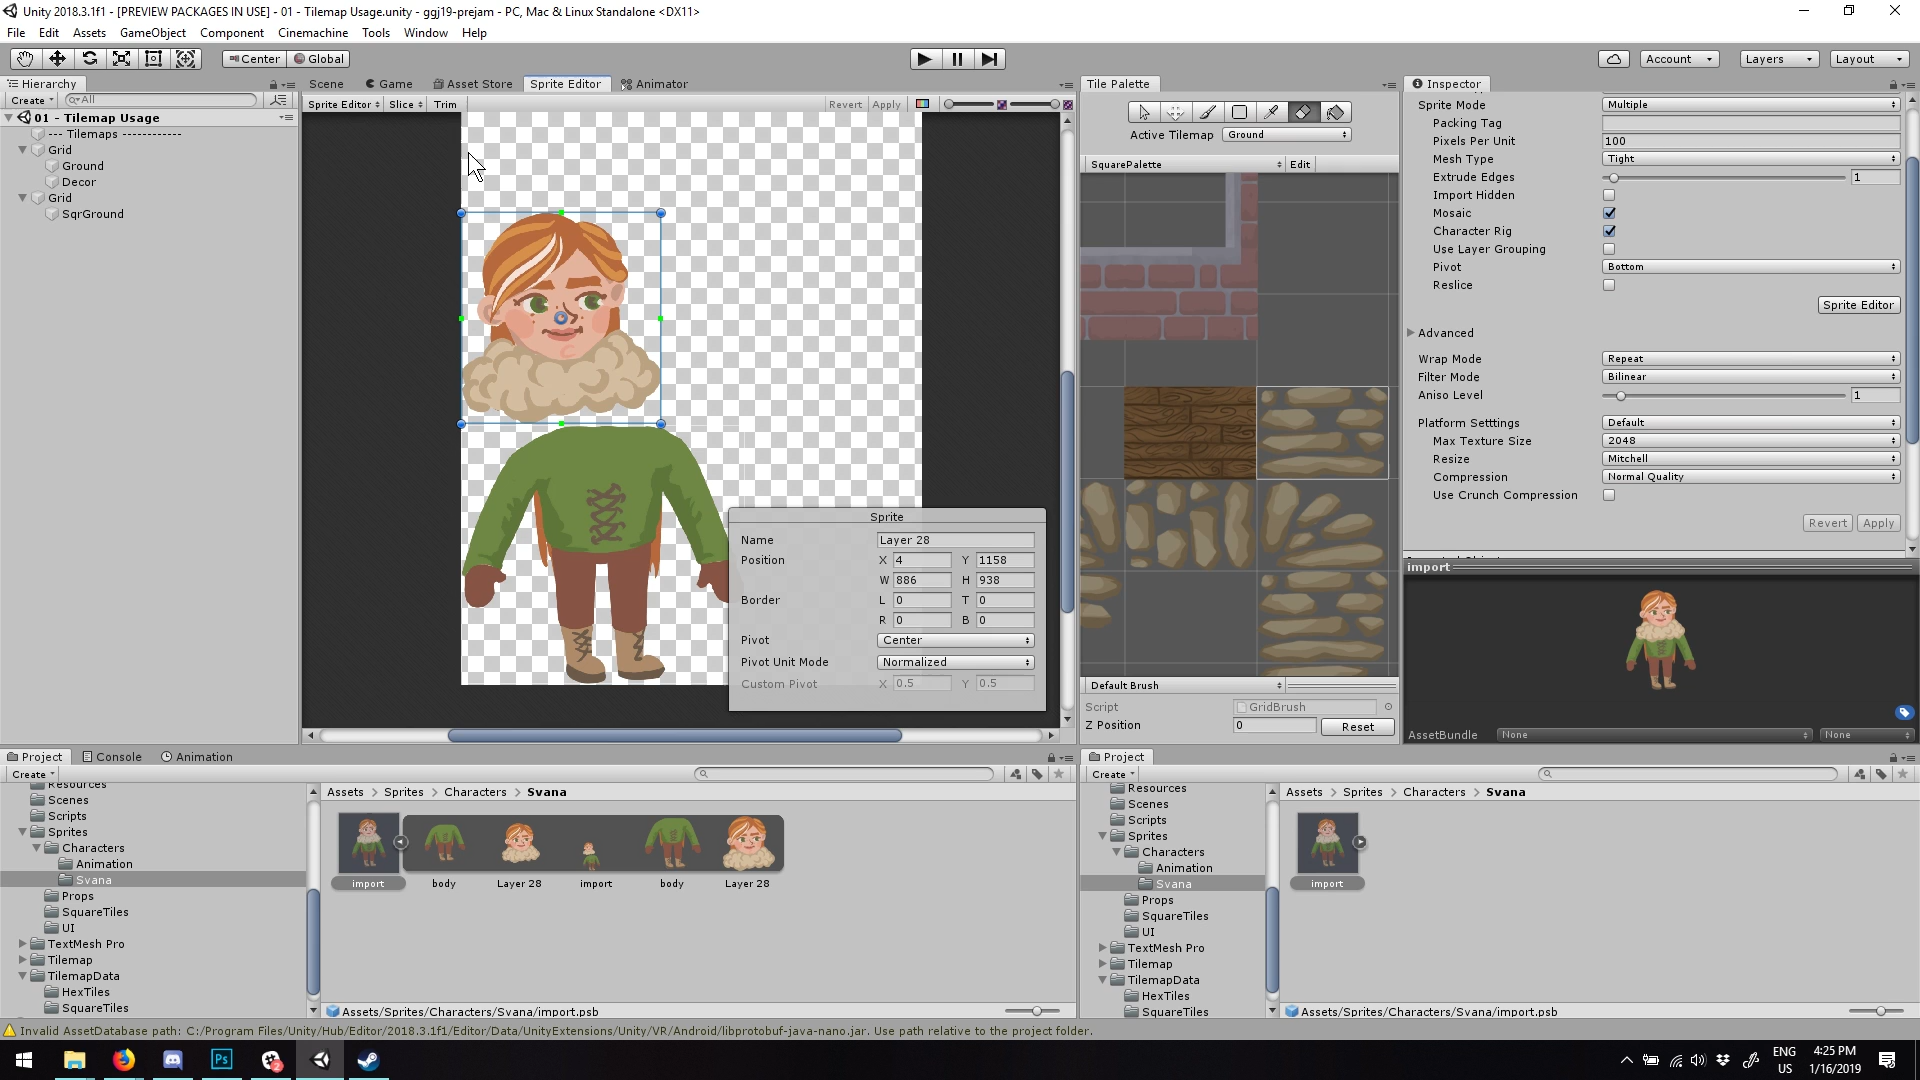 Unity 2018.3.1f1 - [PREVIEW PACKAGES IN USE] - 01 - Tilemap Usage.unity - ggj19-prejam - PC, Mac & Linux Standalone <DX11>
File Edit Assets GameObject Component Cinemachine Tools Window Help
Center Global Account Layers Layout
Hierarchy
Create All
01 - Tilemap Usage
--- Tilemaps ------------
Grid
Ground
Decor
Grid
SqrGround
Scene Game Asset Store Sprite Editor Animator
Sprite Editor Slice Trim Revert Apply
Sprite
Name Layer 28
Position X 4 Y 1158
W 886 H 938
Border L 0 T 0
R 0 B 0
Pivot Center
Pivot Unit Mode Normalized
Custom Pivot X 0.5 Y 0.5
Tile Palette
Active Tilemap Ground
SquarePalette Edit
Default Brush
Script GridBrush
Z Position 0 Reset
Inspector
Sprite Mode Multiple
Packing Tag
Pixels Per Unit 100
Mesh Type Tight
Extrude Edges 1
Import Hidden
Mosaic
Character Rig
Use Layer Grouping
Pivot Bottom
Reslice
Sprite Editor
Advanced
Wrap Mode Repeat
Filter Mode Bilinear
Aniso Level 1
Platform Setttings Default
Max Texture Size 2048
Resize Mitchell
Compression Normal Quality
Use Crunch Compression
Revert Apply
import
AssetBundle None None
Project Console Animation
Create
Resources
Scenes
Scripts
Sprites
Characters
Animation
Svana
Props
SquareTiles
UI
TextMesh Pro
Tilemap
TilemapData
HexTiles
SquareTiles
Assets > Sprites > Characters > Svana
import body Layer 28 import body Layer 28
Assets/Sprites/Characters/Svana/import.psb
Project
Create
Resources
Scenes
Scripts
Sprites
Characters
Animation
Svana
Props
SquareTiles
UI
TextMesh Pro
Tilemap
TilemapData
HexTiles
SquareTiles
Assets > Sprites > Characters > Svana
import
Assets/Sprites/Characters/Svana/import.psb
Invalid AssetDatabase path: C:/Program Files/Unity/Hub/Editor/2018.3.1f1/Editor/Data/UnityExtensions/Unity/VR/Android/libprotobuf-java-nano.jar. Use path relative to the project folder.
Ps
2
ENG
US
4:25 PM
1/16/2019